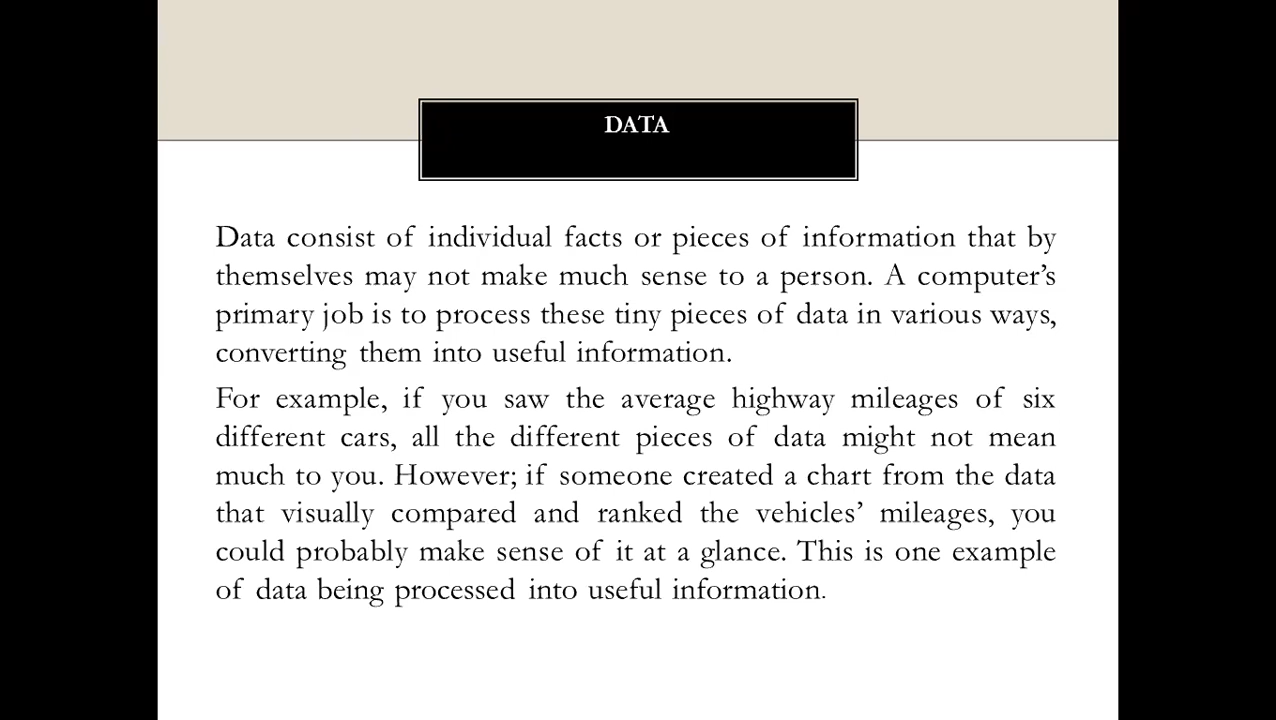 DATA
Data consist of individual facts or pieces of information that by
themselves may not make much sense to a person. A computer’s
primary job is to process these tiny pieces of data in various ways,
converting them into useful information.
For example, if you saw the average highway mileages of six
different cars, all the different pieces of data might not mean
much to you. However; if someone created a chart from the data
that visually compared and ranked the vehicles’ mileages, you
could probably make sense of it at a glance. This is one example
of data being processed into useful information.